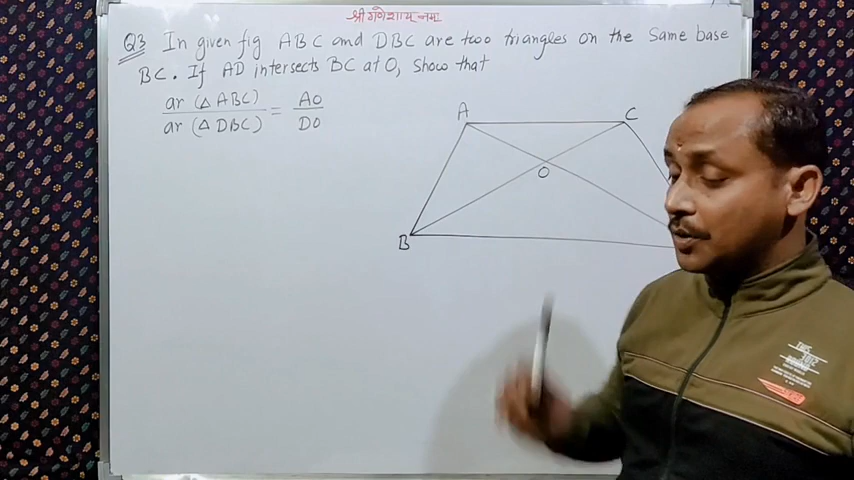 श्री गणेशाय नमः
Q3 In given fig ABC and DBC are two triangles on the same base
BC. If AD intersects BC at O, show that
ar (△ ABC) / ar (△ DBC) = AO / DO
A
C
O
B